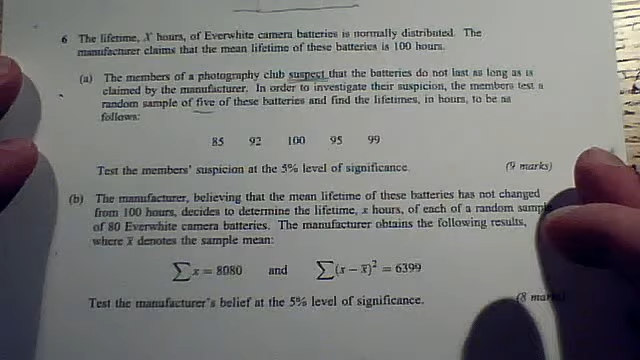 6 The lifetime, X hours, of Everwhite camera batteries is normally distributed. The
manufacturer claims that the mean lifetime of these batteries is 100 hours.
(a) The members of a photography club suspect that the batteries do not last as long as is
claimed by the manufacturer. In order to investigate their suspicion, the members test a
random sample of five of these batteries and find the lifetimes, in hours, to be as
follows:
85 92 100 95 99
Test the members' suspicion at the 5% level of significance. (9 marks)
(b) The manufacturer, believing that the mean lifetime of these batteries has not changed
from 100 hours, decides to determine the lifetime, x hours, of each of a random sample
of 80 Everwhite camera batteries. The manufacturer obtains the following results,
where x̄ denotes the sample mean:
∑x = 8080 and ∑(x − x̄)² = 6399
Test the manufacturer's belief at the 5% level of significance. (8 marks)